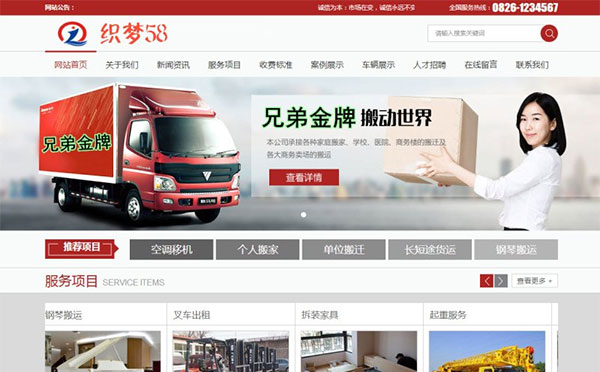 网站公告：
诚信为本：市场在变，诚信永远不变
全国服务热线：0826-1234567
织梦58
请输入搜索关键词
网站首页 关于我们 新闻资讯 服务项目 收费标准 案例展示 车辆展示 人才招聘 在线留言 联系我们
兄弟金牌
兄弟金牌 搬动世界
本公司承接各种家庭搬家、学校、医院、商务楼的搬迁及
各大商务卖场的搬运
查看详情
推荐项目 空调移机 个人搬家 单位搬迁 长短途货运 钢琴搬运
服务项目 SERVICE ITEMS
查看更多 +
钢琴搬运 叉车出租 拆装家具 起重服务